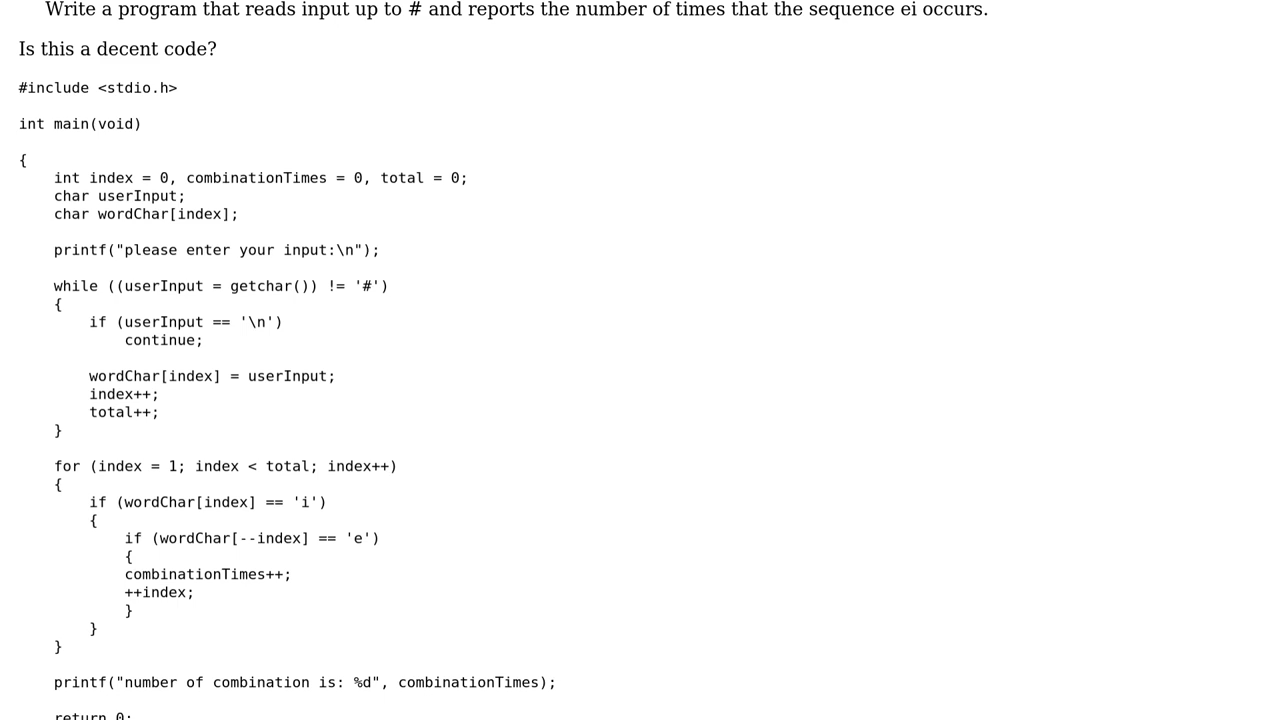 Write a program that reads input up to # and reports the number of times that the sequence ei occurs.
Is this a decent code?
#include <stdio.h>
int main(void)
{
    int index = 0, combinationTimes = 0, total = 0;
    char userInput;
    char wordChar[index];
    printf("please enter your input:\n");
    while ((userInput = getchar()) != '#')
    {
        if (userInput == '\n')
            continue;
        wordChar[index] = userInput;
        index++;
        total++;
    }
    for (index = 1; index < total; index++)
    {
        if (wordChar[index] == 'i')
        {
            if (wordChar[--index] == 'e')
            {
            combinationTimes++;
            ++index;
            }
        }
    }
    printf("number of combination is: %d", combinationTimes);
    return 0;